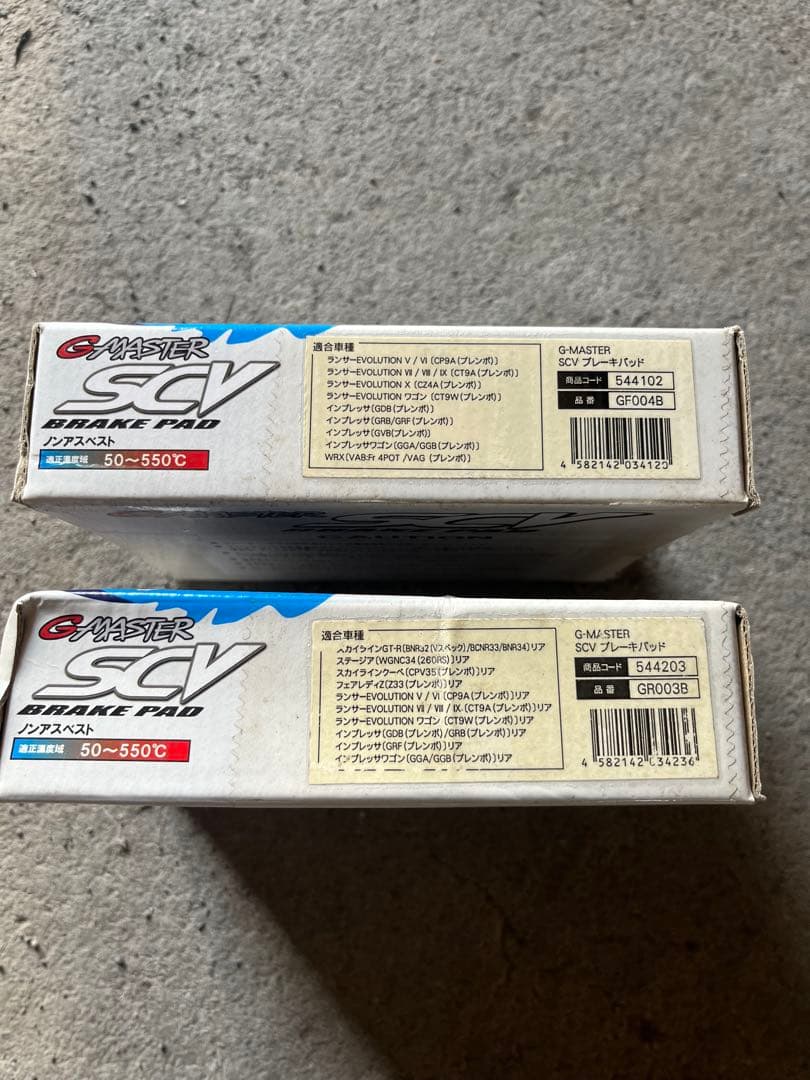 G-MASTER
SCV
BRAKE PAD
ノンアスベスト
適正温度域 50～550℃
適合車種
ランサーEVOLUTION Ⅴ / Ⅵ〔CP9A(ブレンボ)〕
ランサーEVOLUTION Ⅶ / Ⅷ / Ⅸ〔CT9A(ブレンボ)〕
ランサーEVOLUTION X〔CZ4A(ブレンボ)〕
ランサーEVOLUTION ワゴン〔CT9W(ブレンボ)〕
インプレッサ〔GDB(ブレンボ)〕
インプレッサ〔GRB/GRF(ブレンボ)〕
インプレッサ〔GVB(ブレンボ)〕
インプレッサワゴン〔GGA/GGB(ブレンボ)〕
WRX〔VAB:Fr 4POT /VAG (ブレンボ)〕
G-MASTER
SCV ブレーキパッド
商品コード 544102
品番 GF004B
4 582142 034120
SCV
CAUTION
G-MASTER
SCV
BRAKE PAD
ノンアスベスト
適正温度域 50～550℃
適合車種
スカイラインGT-R〔BNR32(Vスペック)/BCNR33/BNR34〕リア
ステージア〔WGNC34(260RS)〕リア
スカイラインクーペ〔CPV35(ブレンボ)〕リア
フェアレディZ〔Z33(ブレンボ)〕リア
ランサーEVOLUTION Ⅴ / Ⅵ〔CP9A(ブレンボ)〕リア
ランサーEVOLUTION Ⅶ / Ⅷ / Ⅸ〔CT9A(ブレンボ)〕リア
ランサーEVOLUTION ワゴン〔CT9W(ブレンボ)〕リア
インプレッサ〔GDB(ブレンボ)/GRB(ブレンボ)〕リア
インプレッサ〔GRF(ブレンボ)〕リア
インプレッサワゴン〔GGA/GGB(ブレンボ)〕リア
G-MASTER
SCV ブレーキパッド
商品コード 544203
品番 GR003B
4 582142 034236